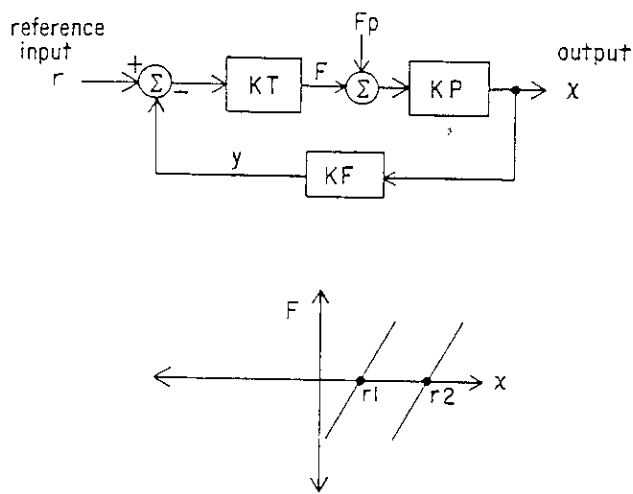 reference
input
r
+
Σ
−
KT
F
Fp
Σ
KP
output
χ
y
KF
F
r1
r2
χ